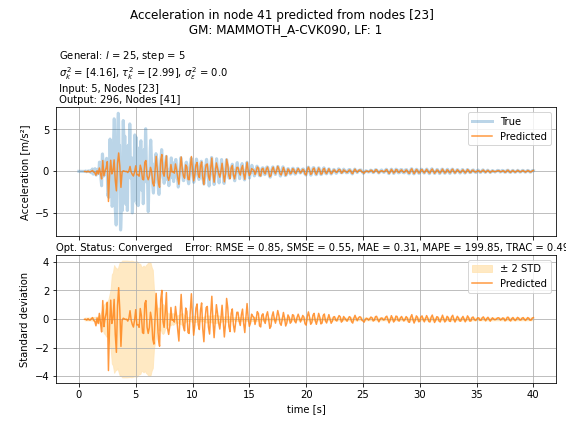 Acceleration in node 41 predicted from nodes [23]
GM: MAMMOTH_A-CVK090, LF: 1
General: l = 25, step = 5
σ²ₖ = [4.16], τ²ₖ = [2.99], σ²ε = 0.0
Input: 5, Nodes [23]
Output: 296, Nodes [41]
Acceleration [m/s²]
5
0
−5
True
Predicted
Opt. Status: Converged Error: RMSE = 0.85, SMSE = 0.55, MAE = 0.31, MAPE = 199.85, TRAC = 0.49
Standard deviation
4
2
0
−2
−4
± 2 STD
Predicted
0 5 10 15 20 25 30 35 40
time [s]